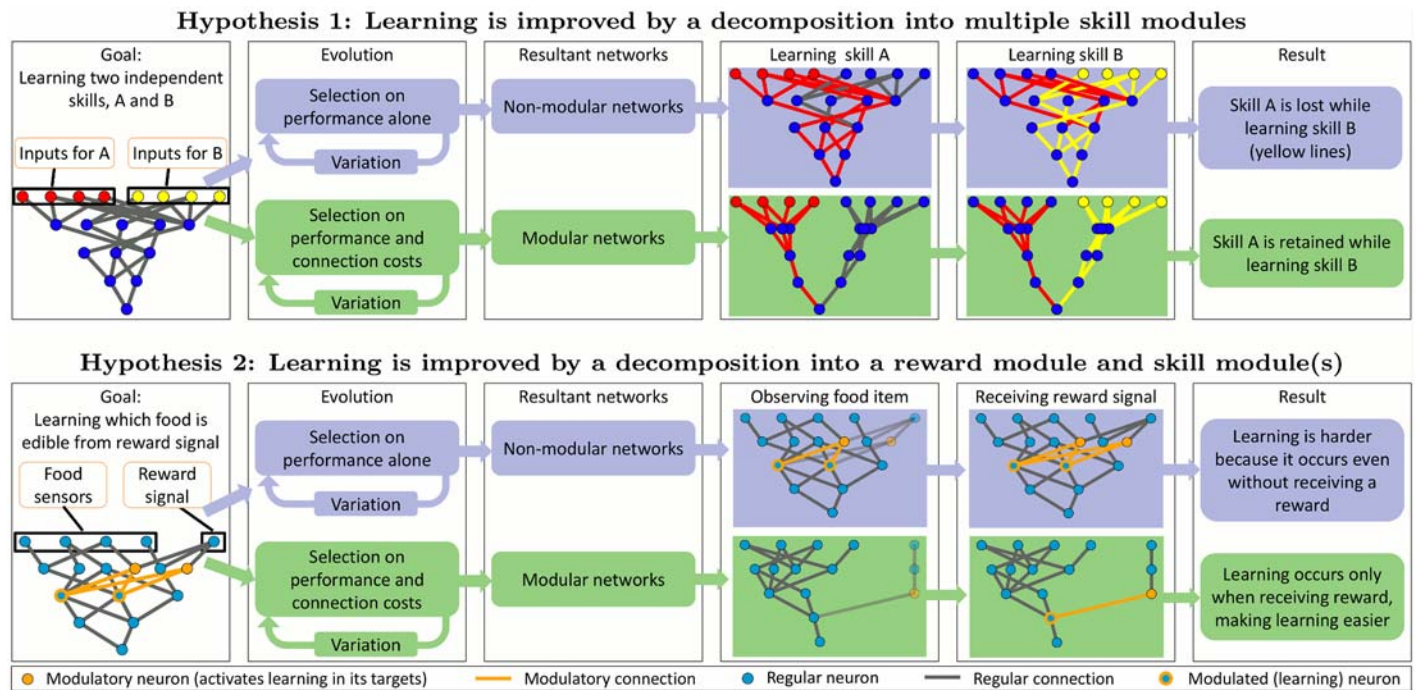 Hypothesis 1: Learning is improved by a decomposition into multiple skill modules
Goal:
Learning two independent
skills, A and B
Inputs for A
Inputs for B
Evolution
Selection on
performance alone
Variation
Selection on
performance and
connection costs
Variation
Resultant networks
Non-modular networks
Modular networks
Learning skill A
Learning skill B
Result
Skill A is lost while
learning skill B
(yellow lines)
Skill A is retained while
learning skill B
Hypothesis 2: Learning is improved by a decomposition into a reward module and skill module(s)
Goal:
Learning which food is
edible from reward signal
Food
sensors
Reward
signal
Evolution
Selection on
performance alone
Variation
Selection on
performance and
connection costs
Variation
Resultant networks
Non-modular networks
Modular networks
Observing food item
Receiving reward signal
Result
Learning is harder
because it occurs even
without receiving a
reward
Learning occurs only
when receiving reward,
making learning easier
Modulatory neuron (activates learning in its targets)
Modulatory connection
Regular neuron
Regular connection
Modulated (learning) neuron